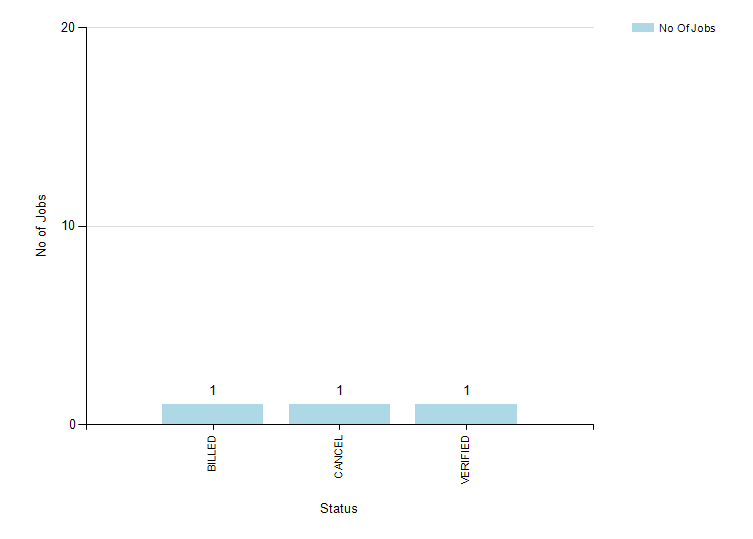 20
No Of Jobs
No of Jobs
10
1 1 1
0
BILLED CANCEL VERIFIED
Status